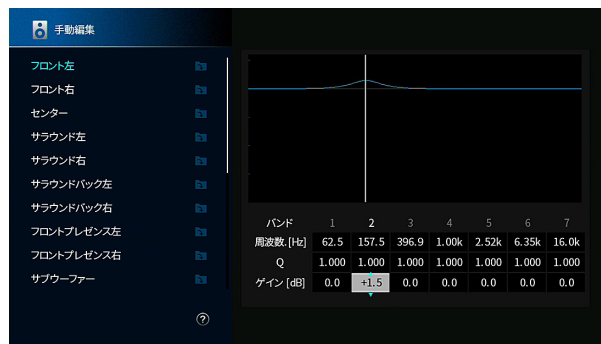 手動編集
フロント左
フロント右
センター
サラウンド左
サラウンド右
サラウンドバック左
サラウンドバック右
フロントプレゼンス左
フロントプレゼンス右
サブウーファー
?
バンド 1 2 3 4 5 6 7
周波数.[Hz] 62.5 157.5 396.9 1.00k 2.52k 6.35k 16.0k
Q 1.000 1.000 1.000 1.000 1.000 1.000 1.000
ゲイン [dB] 0.0 +1.5 0.0 0.0 0.0 0.0 0.0